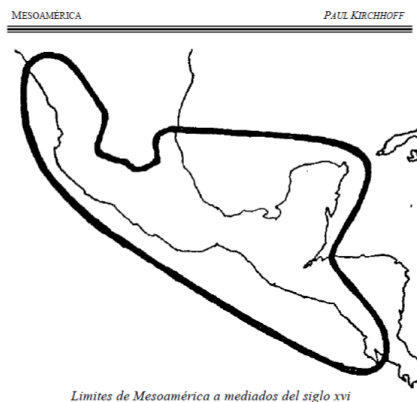 MESOAMÉRICA
PAUL KIRCHHOFF
Límites de Mesoamérica a mediados del siglo xvi